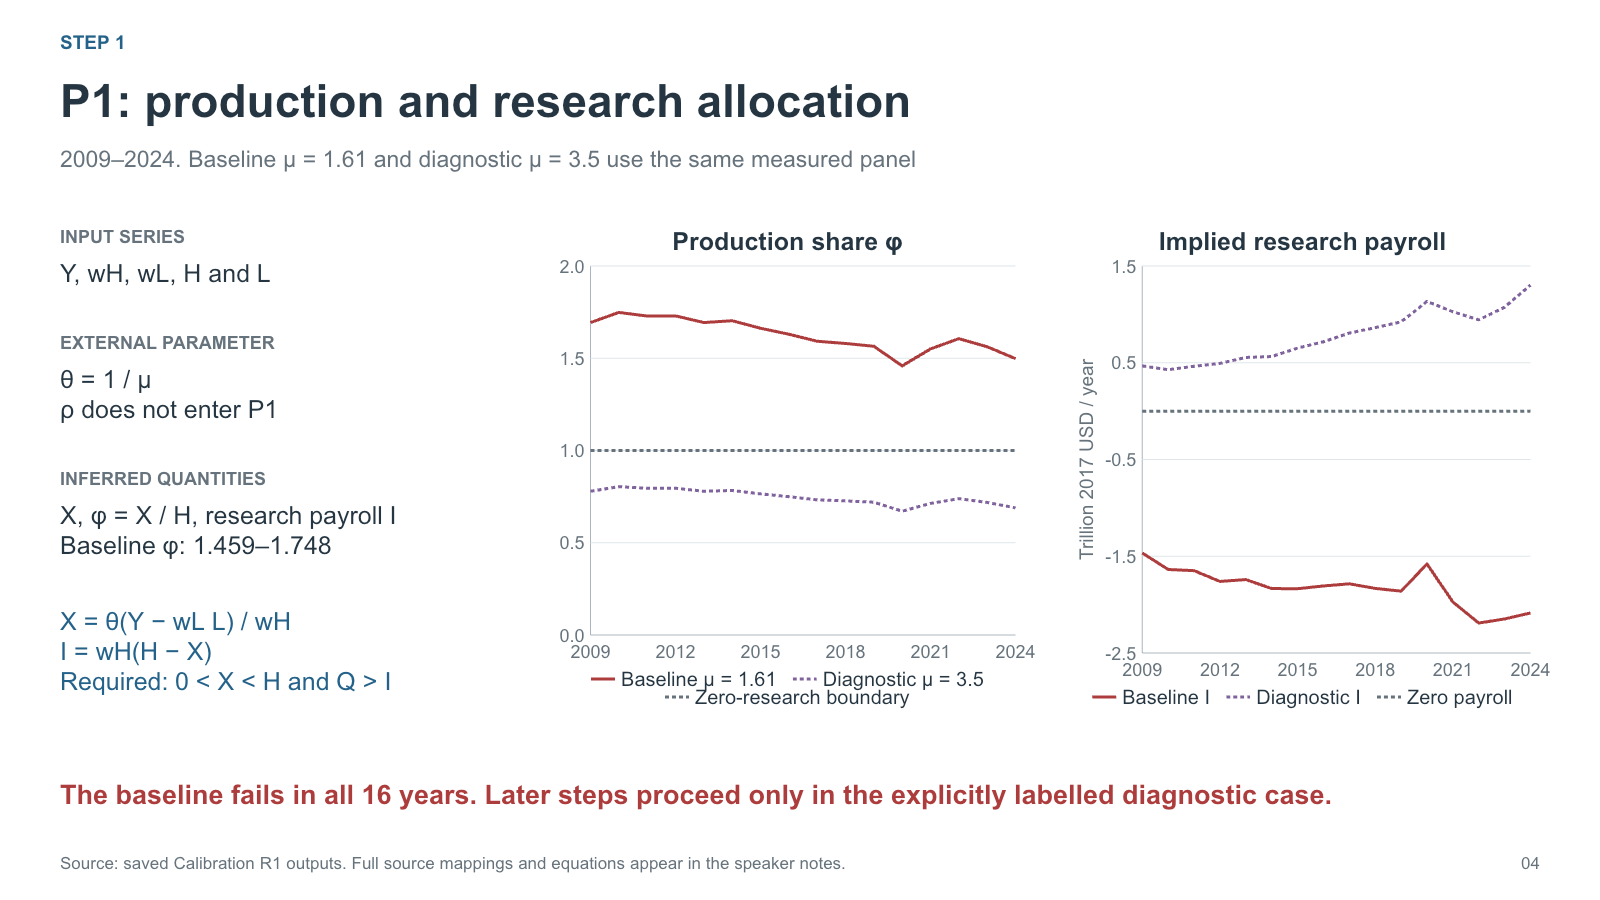 STEP 1
P1: production and research allocation
2009–2024. Baseline μ = 1.61 and diagnostic μ = 3.5 use the same measured panel
INPUT SERIES
Y, wH, wL, H and L
EXTERNAL PARAMETER
θ = 1 / μ
ρ does not enter P1
INFERRED QUANTITIES
X, φ = X / H, research payroll I
Baseline φ: 1.459–1.748
X = θ(Y − wL L) / wH
I = wH(H − X)
Required: 0 < X < H and Q > I
Production share φ
2.0
1.5
1.0
0.5
0.0
2009 2012 2015 2018 2021 2024
Baseline μ = 1.61 Diagnostic μ = 3.5
Zero-research boundary
Implied research payroll
Trillion 2017 USD / year
1.5
0.5
-0.5
-1.5
-2.5
2009 2012 2015 2018 2021 2024
Baseline I Diagnostic I Zero payroll
The baseline fails in all 16 years. Later steps proceed only in the explicitly labelled diagnostic case.
Source: saved Calibration R1 outputs. Full source mappings and equations appear in the speaker notes.
04